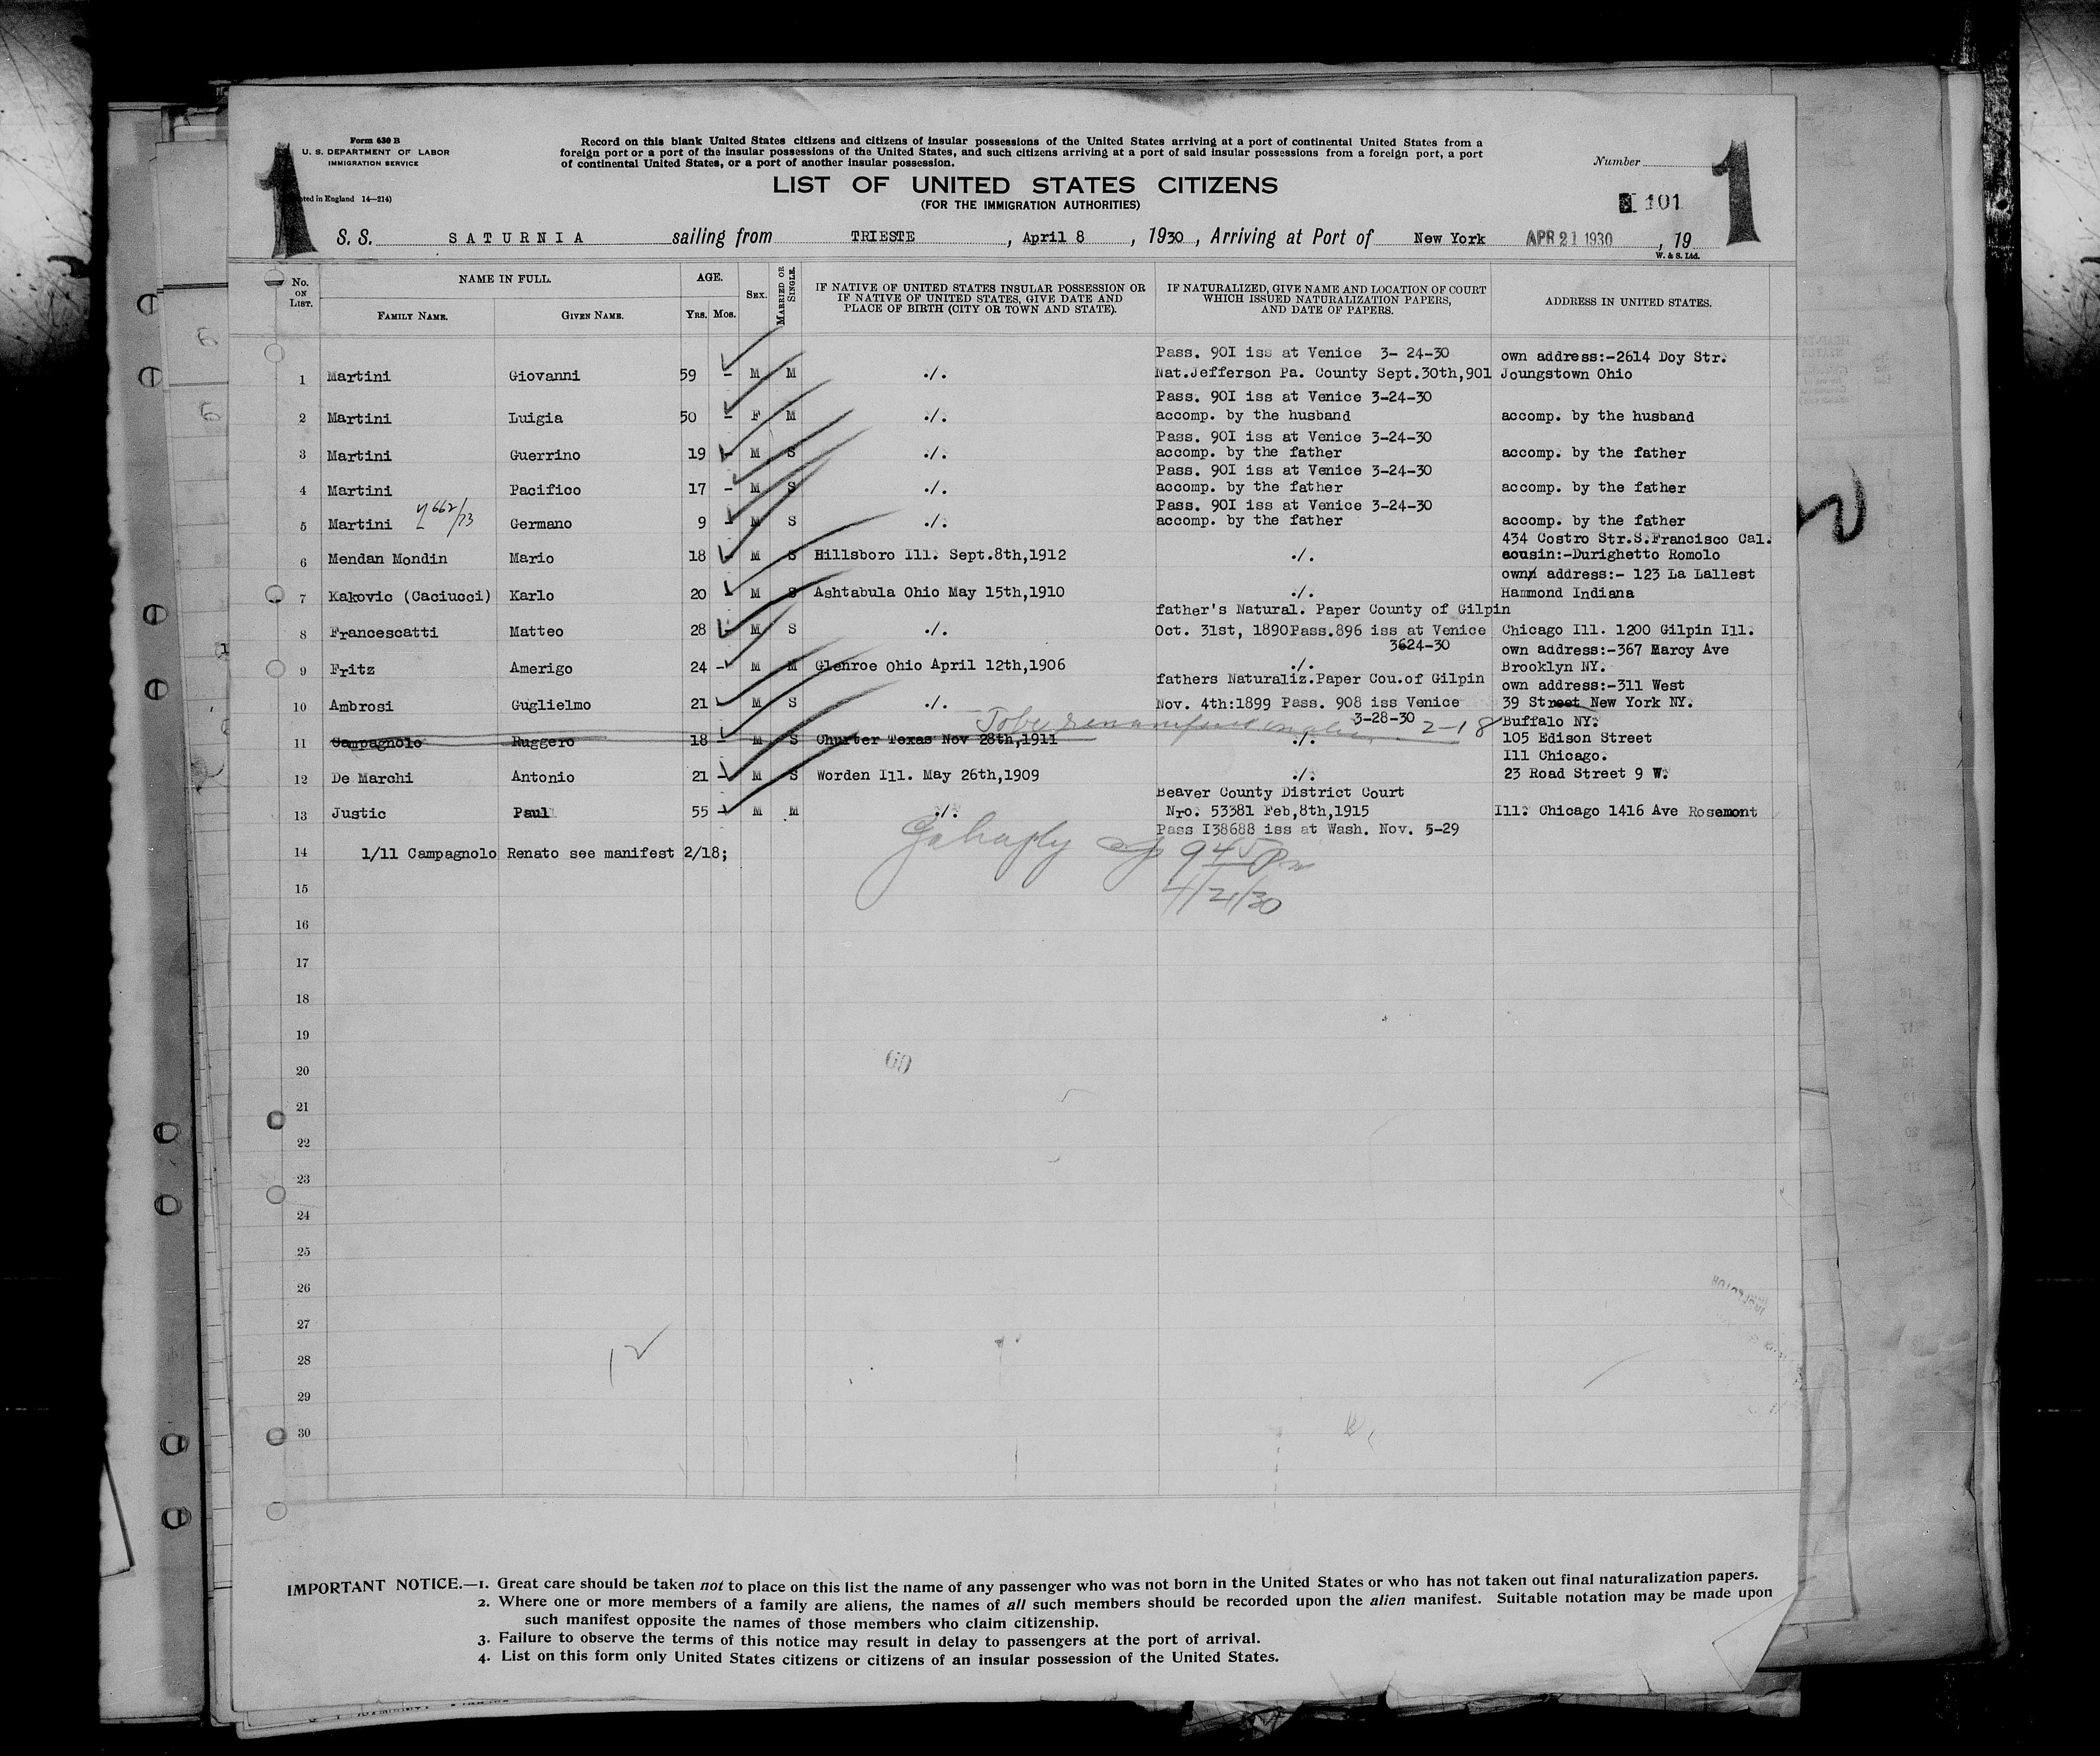 Form 630 B
U. S. DEPARTMENT OF LABOR
IMMIGRATION SERVICE
ted in England 14—214)
1
Record on this blank United States citizens and citizens of insular possessions of the United States arriving at a port of continental United States from a
foreign port or a port of the insular possessions of the United States, and such citizens arriving at a port of said insular possessions from a foreign port, a port
of continental United States, or a port of another insular possession.
Number
1
LIST OF UNITED STATES CITIZENS
(FOR THE IMMIGRATION AUTHORITIES)
101
S. S. SATURNIA sailing from TRIESTE, April 8, 1930, Arriving at Port of New York APR 21 1930, 19
W. & S. Ltd.
No. ON LIST.
NAME IN FULL.
FAMILY NAME. GIVEN NAME.
AGE.
Yrs. Mos.
SEX.
MARRIED OR SINGLE.
IF NATIVE OF UNITED STATES INSULAR POSSESSION OR
IF NATIVE OF UNITED STATES, GIVE DATE AND
PLACE OF BIRTH (CITY OR TOWN AND STATE).
IF NATURALIZED, GIVE NAME AND LOCATION OF COURT
WHICH ISSUED NATURALIZATION PAPERS,
AND DATE OF PAPERS.
ADDRESS IN UNITED STATES.
Pass. 90I iss at Venice 3- 24-30 own address:-2614 Doy Str.
1 Martini Giovanni 59 - M M ./. Nat.Jefferson Pa. County Sept.30th,901 Joungstown Ohio
Pass. 90I iss at Venice 3-24-30
2 Martini Luigia 50 - F M ./. accomp. by the husband accomp. by the husband
Pass. 90I iss at Venice 3-24-30
3 Martini Guerrino 19 - M S ./. accomp. by the father accomp. by the father
Pass. 90I iss at Venice 3-24-30
4 Martini Pacifico 17 - M S ./. accomp. by the father accomp. by the father
Pass. 90I iss at Venice 3-24-30
5 Martini Germano 9 - M S ./. accomp. by the father accomp. by the father
434 Costro Str.S.Francisco Cal.
6 Mendan Mondin Mario 18 - M S Hillsboro Ill. Sept.8th,1912 ./. cousin:-Durighetto Romolo
own address:- 123 La Lallest
7 Kakovic (Caciucci) Karlo 20 - M S Ashtabula Ohio May 15th,1910 ./. Hammond Indiana
father's Natural. Paper County of Gilpin
8 Francescatti Matteo 28 - M S ./. Oct. 31st, 1890Pass.896 iss at Venice Chicago Ill. 1200 Gilpin Ill.
3624-30 own address:-367 Marcy Ave
9 Fritz Amerigo 24 - M M Glenroe Ohio April 12th,1906 ./. Brooklyn NY.
fathers Naturaliz.Paper Cou.of Gilpin own address:-311 West
10 Ambrosi Guglielmo 21 M S ./. Nov. 4th:1899 Pass. 908 iss Venice 39 Street New York NY.
To be 3-28-30 2-18 Buffalo NY.
11 Campagnolo Ruggero 18 - M S Churter Texas Nov 28th,1911 ./. 105 Edison Street
Ill Chicago.
12 De Marchi Antonio 21 - M S Worden Ill. May 26th,1909 ./. 23 Road Street 9 W.
Beaver County District Court
13 Justic Paul 55 - M M ./. Nro. 53381 Feb,8th,1915 Ill. Chicago 1416 Ave Rosemont
Pass I38688 iss at Wash. Nov. 5-29
14 1/11 Campagnolo Renato see manifest 2/18;
9 45 Pm
4/21/30
15
16
17
18
19
20
60
21
22
23
24
25
26
27
28
12
29
30
IMPORTANT NOTICE.—1. Great care should be taken not to place on this list the name of any passenger who was not born in the United States or who has not taken out final naturalization papers.
2. Where one or more members of a family are aliens, the names of all such members should be recorded upon the alien manifest. Suitable notation may be made upon
such manifest opposite the names of those members who claim citizenship.
3. Failure to observe the terms of this notice may result in delay to passengers at the port of arrival.
4. List on this form only United States citizens or citizens of an insular possession of the United States.